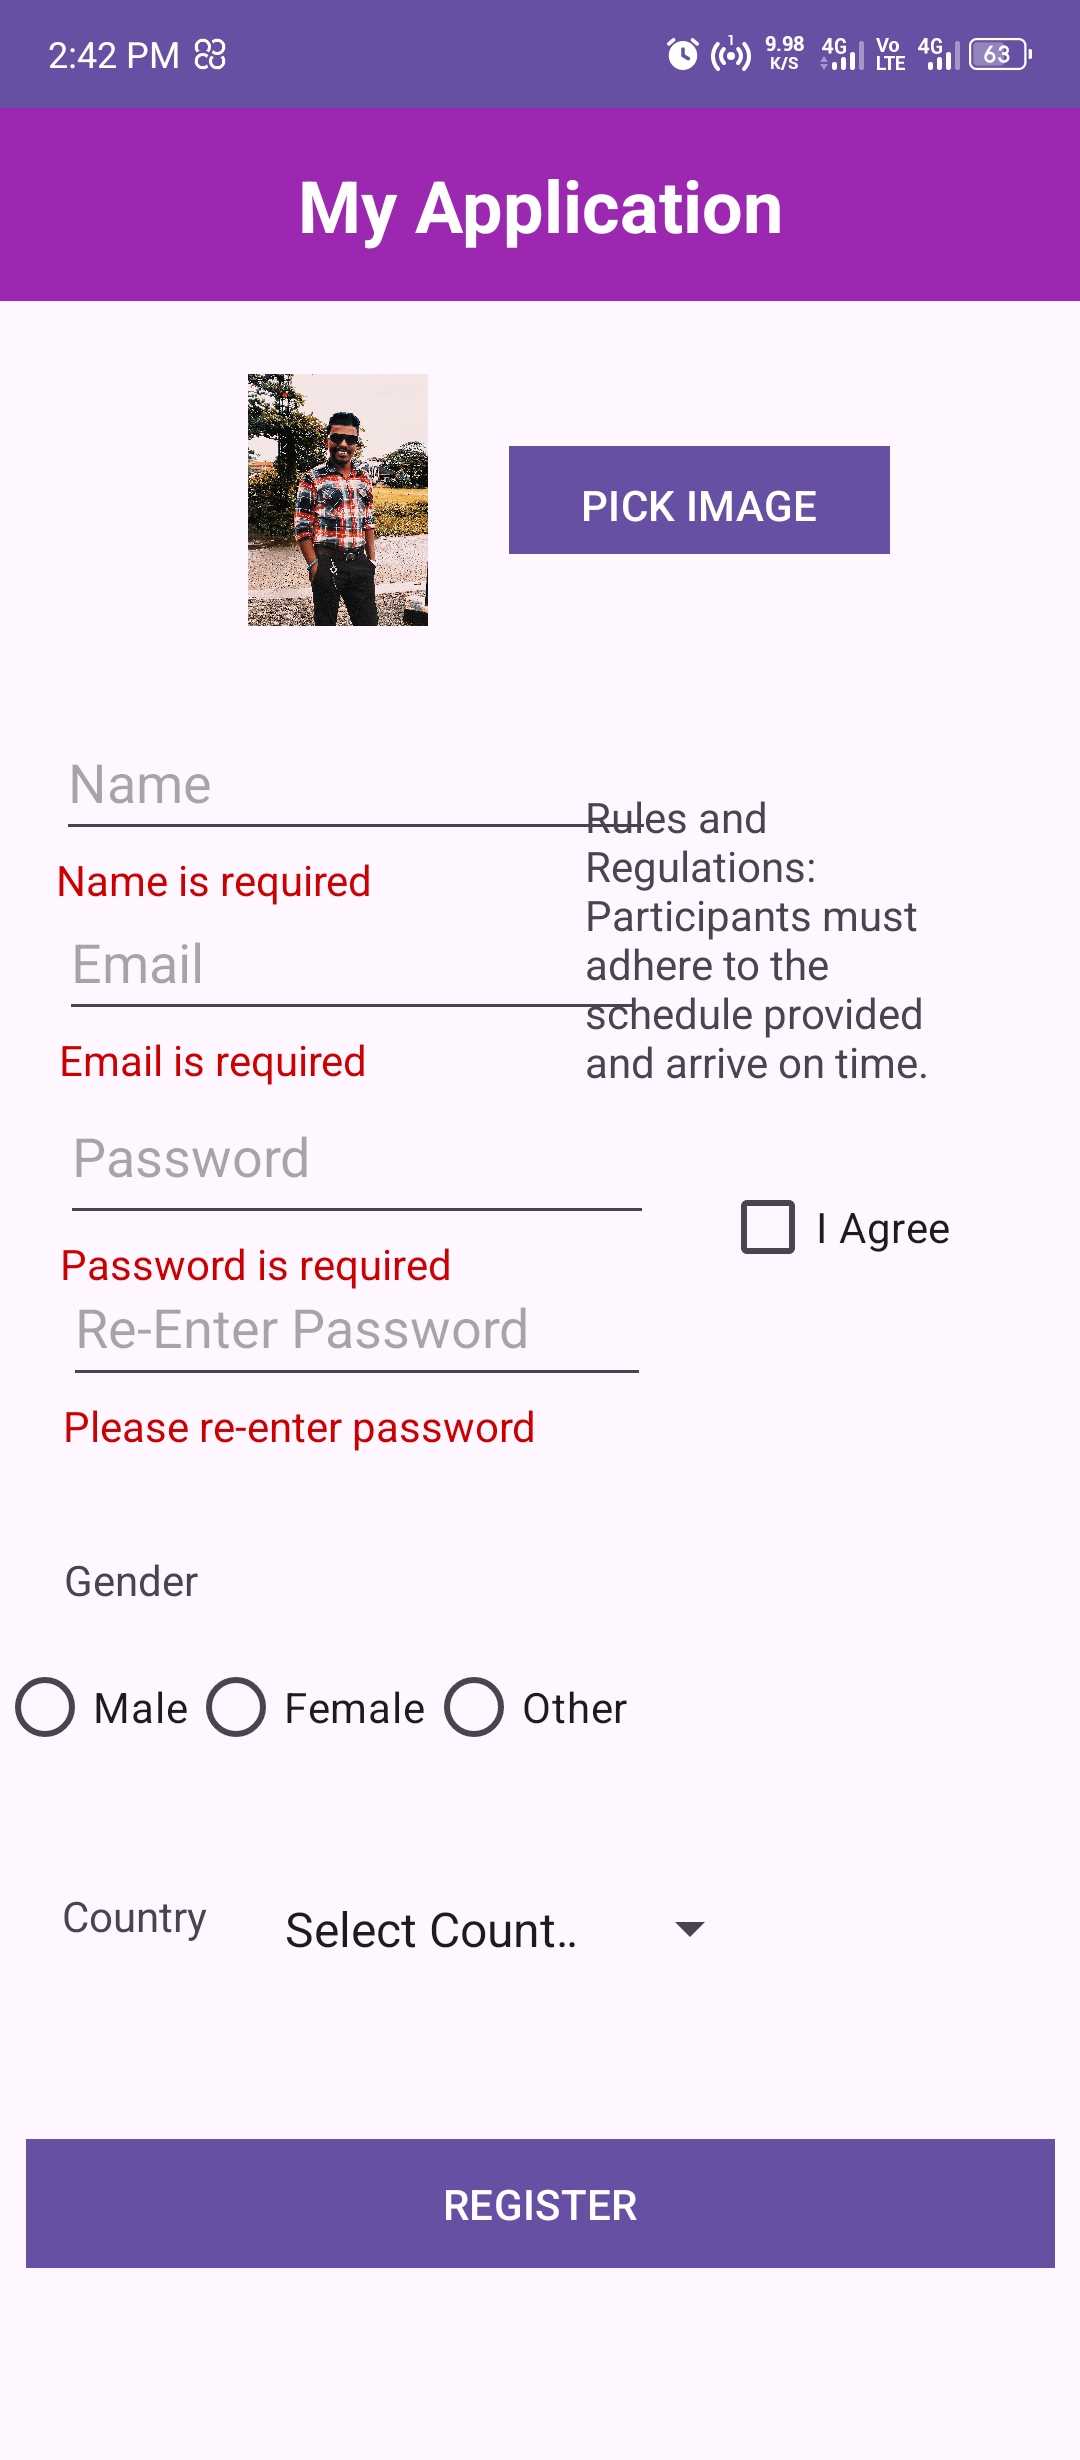 2:42 PM
1
9.98
K/S
4G
Vo
LTE
4G
63
My Application
PICK IMAGE
Name
Name is required
Email
Email is required
Password
Password is required
Re-Enter Password
Please re-enter password
Rules and
Regulations:
Participants must
adhere to the
schedule provided
and arrive on time.
I Agree
Gender
Male
Female
Other
Country
Select Count..
REGISTER